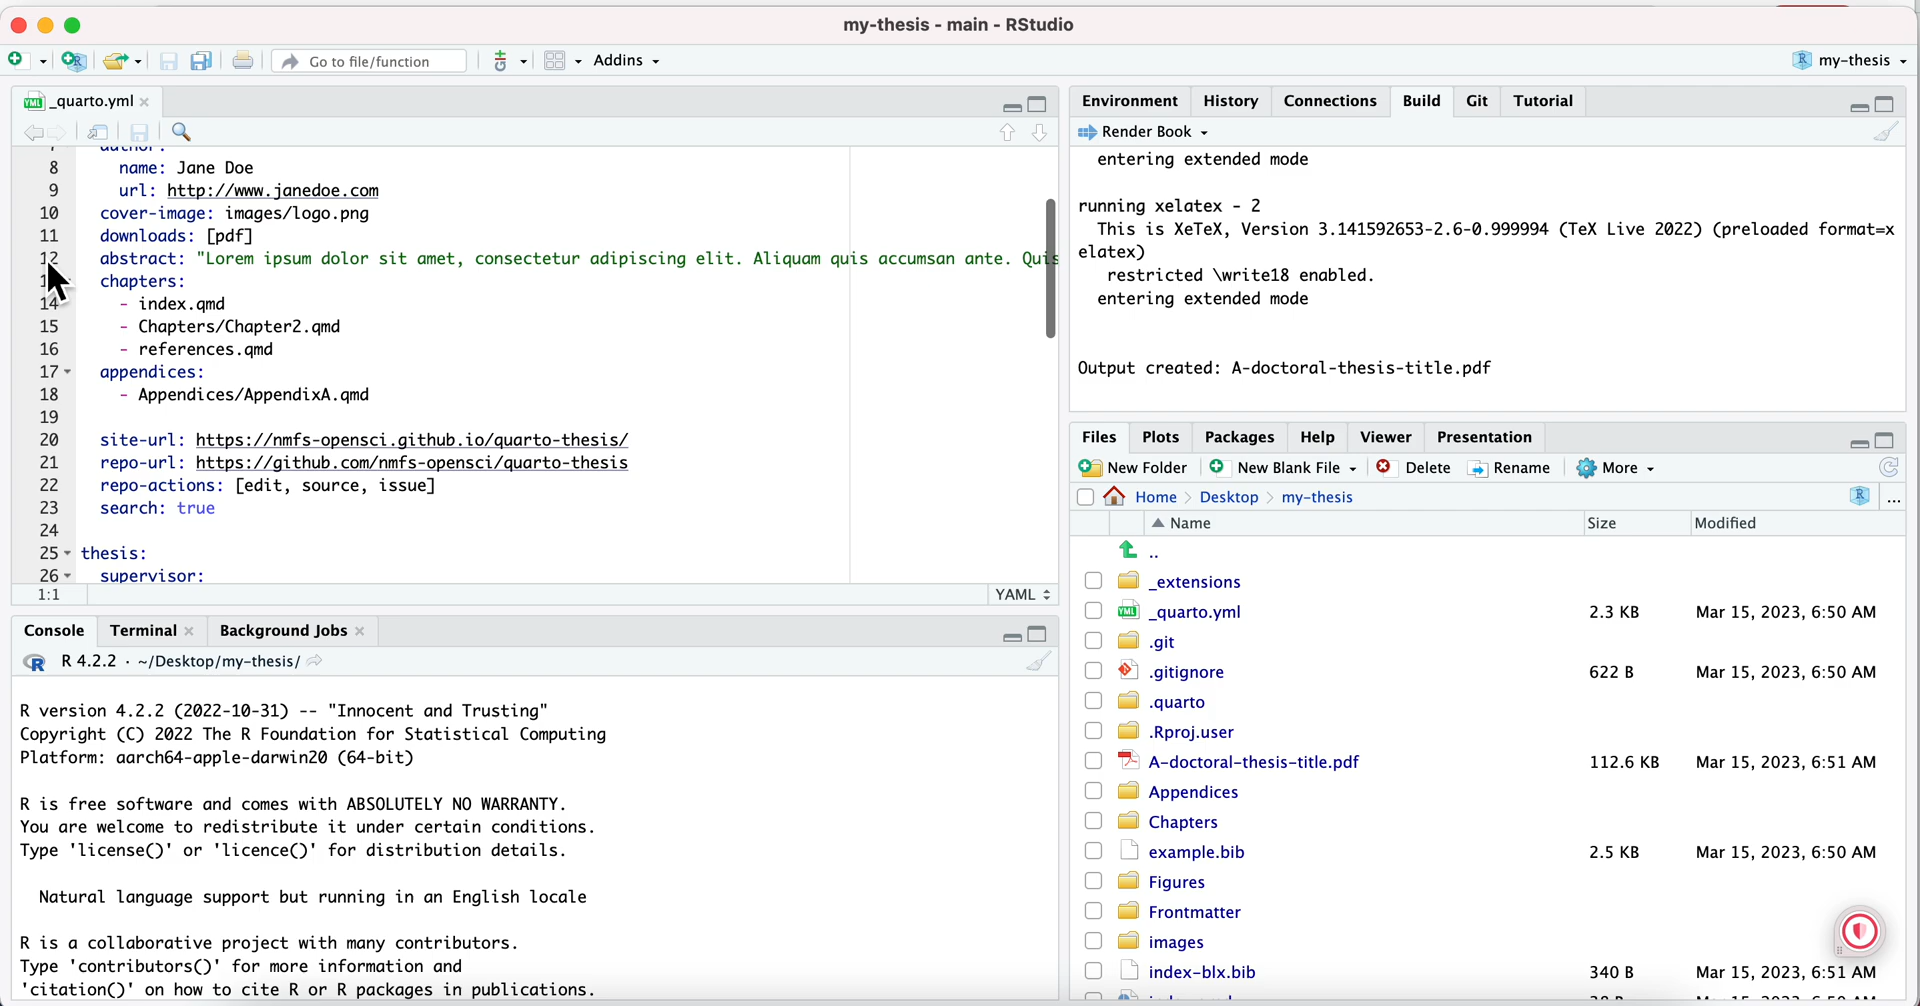 my-thesis - main - RStudio
Go to file/function
Addins
my-thesis
_quarto.yml
author:
8 name: Jane Doe
9 url: http://www.janedoe.com
10 cover-image: images/logo.png
11 downloads: [pdf]
12 abstract: "Lorem ipsum dolor sit amet, consectetur adipiscing elit. Aliquam quis accumsan ante. Quis
chapters:
14 - index.qmd
15 - Chapters/Chapter2.qmd
16 - references.qmd
17 appendices:
18 - Appendices/AppendixA.qmd
19
20 site-url: https://nmfs-opensci.github.io/quarto-thesis/
21 repo-url: https://github.com/nmfs-opensci/quarto-thesis
22 repo-actions: [edit, source, issue]
23 search: true
24
25 thesis:
26 supervisor:
1:1 YAML
Console Terminal Background Jobs
R 4.2.2 · ~/Desktop/my-thesis/
R version 4.2.2 (2022-10-31) -- "Innocent and Trusting"
Copyright (C) 2022 The R Foundation for Statistical Computing
Platform: aarch64-apple-darwin20 (64-bit)
R is free software and comes with ABSOLUTELY NO WARRANTY.
You are welcome to redistribute it under certain conditions.
Type 'license()' or 'licence()' for distribution details.
Natural language support but running in an English locale
R is a collaborative project with many contributors.
Type 'contributors()' for more information and
'citation()' on how to cite R or R packages in publications.
Environment History Connections Build Git Tutorial
Render Book
entering extended mode
running xelatex - 2
This is XeTeX, Version 3.141592653-2.6-0.999994 (TeX Live 2022) (preloaded format=x
elatex)
restricted \write18 enabled.
entering extended mode
Output created: A-doctoral-thesis-title.pdf
Files Plots Packages Help Viewer Presentation
New Folder New Blank File Delete Rename More
Home Desktop my-thesis ...
Name Size Modified
..
_extensions
_quarto.yml 2.3 KB Mar 15, 2023, 6:50 AM
.git
.gitignore 622 B Mar 15, 2023, 6:50 AM
.quarto
.Rproj.user
A-doctoral-thesis-title.pdf 112.6 KB Mar 15, 2023, 6:51 AM
Appendices
Chapters
example.bib 2.5 KB Mar 15, 2023, 6:50 AM
Figures
Frontmatter
images
index-blx.bib 340 B Mar 15, 2023, 6:51 AM